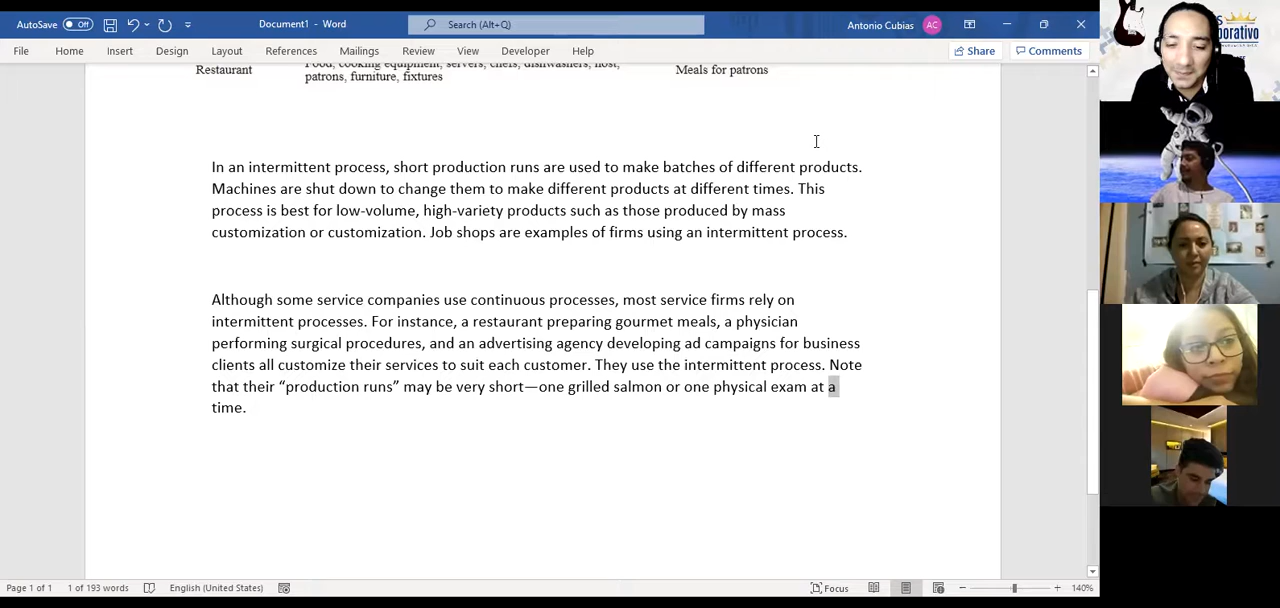 AutoSave Off Document1 - Word Search (Alt+Q) Antonio Cubias AC
File Home Insert Design Layout References Mailings Review View Developer Help Share Comments
Restaurant Food, cooking equipment, servers, chefs, dishwashers, host, Meals for patrons
patrons, furniture, fixtures
In an intermittent process, short production runs are used to make batches of different products.
Machines are shut down to change them to make different products at different times. This
process is best for low-volume, high-variety products such as those produced by mass
customization or customization. Job shops are examples of firms using an intermittent process.
Although some service companies use continuous processes, most service firms rely on
intermittent processes. For instance, a restaurant preparing gourmet meals, a physician
performing surgical procedures, and an advertising agency developing ad campaigns for business
clients all customize their services to suit each customer. They use the intermittent process. Note
that their “production runs” may be very short—one grilled salmon or one physical exam at a
time.
Page 1 of 1 1 of 193 words English (United States) Focus 140%